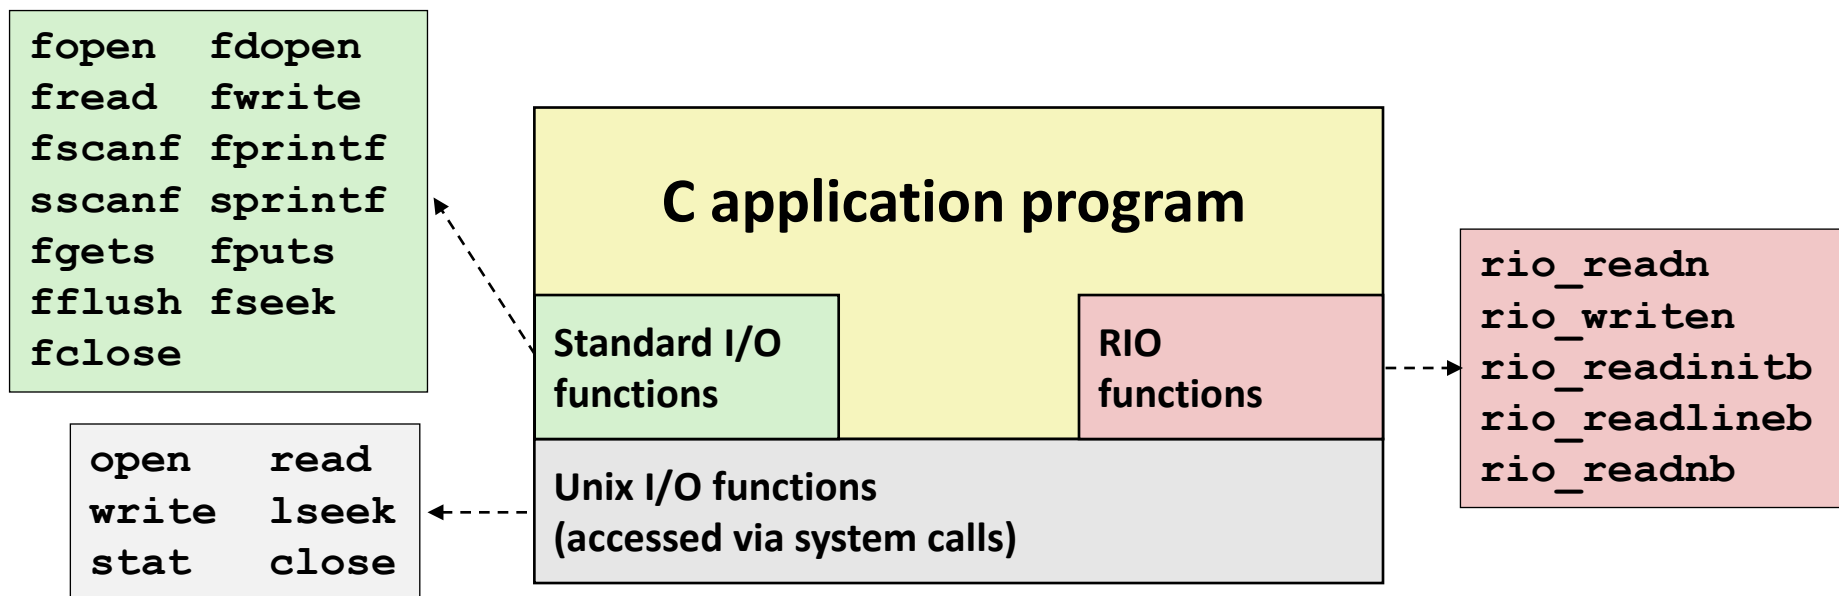 fopen fdopen
fread fwrite
fscanf fprintf
sscanf sprintf
fgets fputs
fflush fseek
fclose
open read
write lseek
stat close
C application program
Standard I/O
functions
RIO
functions
Unix I/O functions
(accessed via system calls)
rio_readn
rio_writen
rio_readinitb
rio_readlineb
rio_readnb